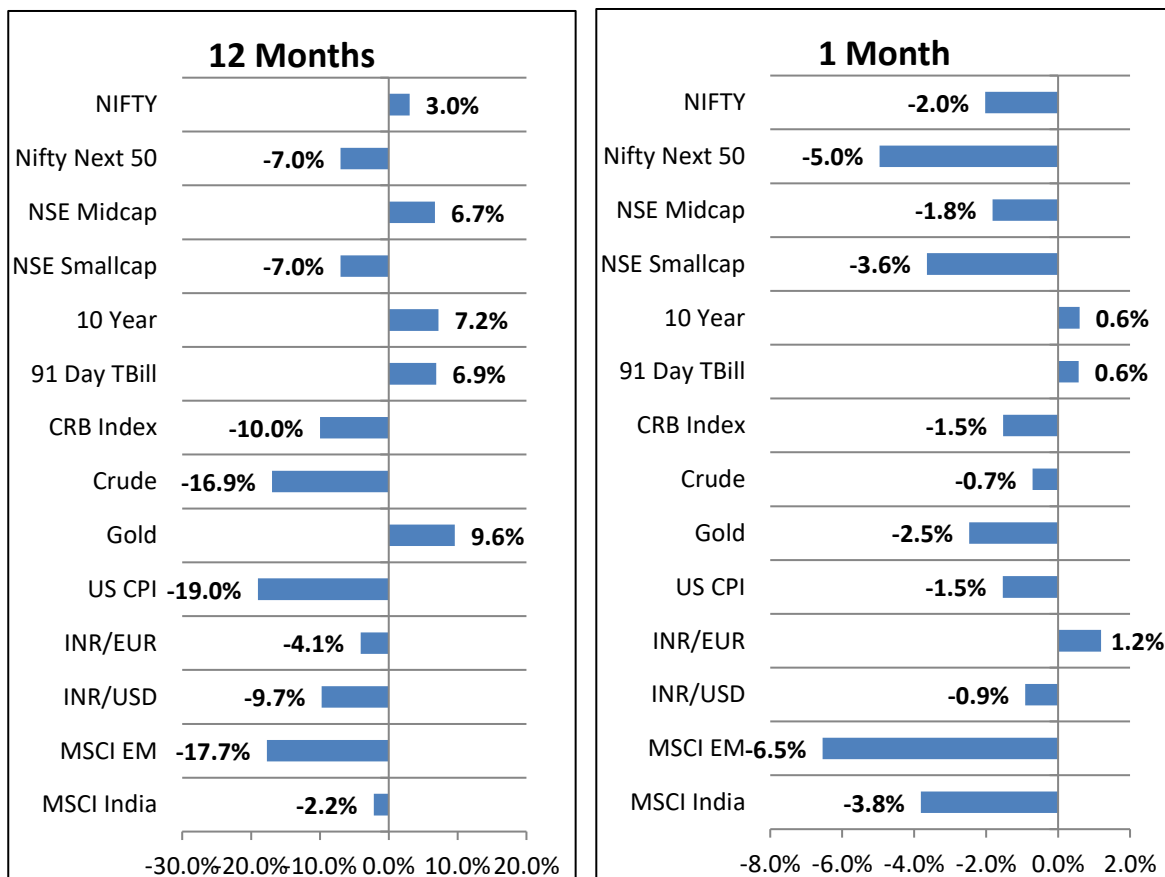 12 Months
NIFTY 3.0%
Nifty Next 50 -7.0%
NSE Midcap 6.7%
NSE Smallcap -7.0%
10 Year 7.2%
91 Day TBill 6.9%
CRB Index -10.0%
Crude -16.9%
Gold 9.6%
US CPI -19.0%
INR/EUR -4.1%
INR/USD -9.7%
MSCI EM -17.7%
MSCI India -2.2%
-30.0% -20.0% -10.0% 0.0% 10.0% 20.0%
1 Month
NIFTY -2.0%
Nifty Next 50 -5.0%
NSE Midcap -1.8%
NSE Smallcap -3.6%
10 Year 0.6%
91 Day TBill 0.6%
CRB Index -1.5%
Crude -0.7%
Gold -2.5%
US CPI -1.5%
INR/EUR 1.2%
INR/USD -0.9%
MSCI EM -6.5%
MSCI India -3.8%
-8.0% -6.0% -4.0% -2.0% 0.0% 2.0%